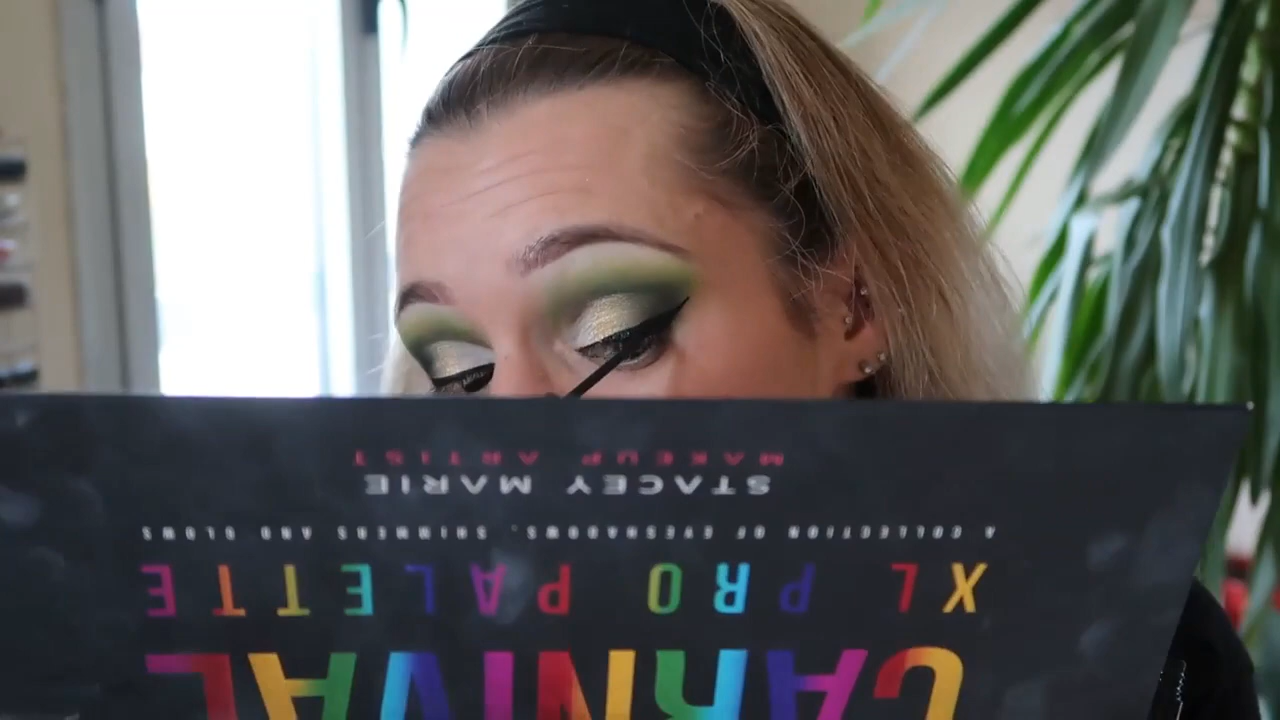 CARNIVAL
XL PRO PALETTE
A COLLECTION OF EYESHADOWS, SHIMMERS AND GLOWS
STACEY MARIE
MAKEUP ARTIST